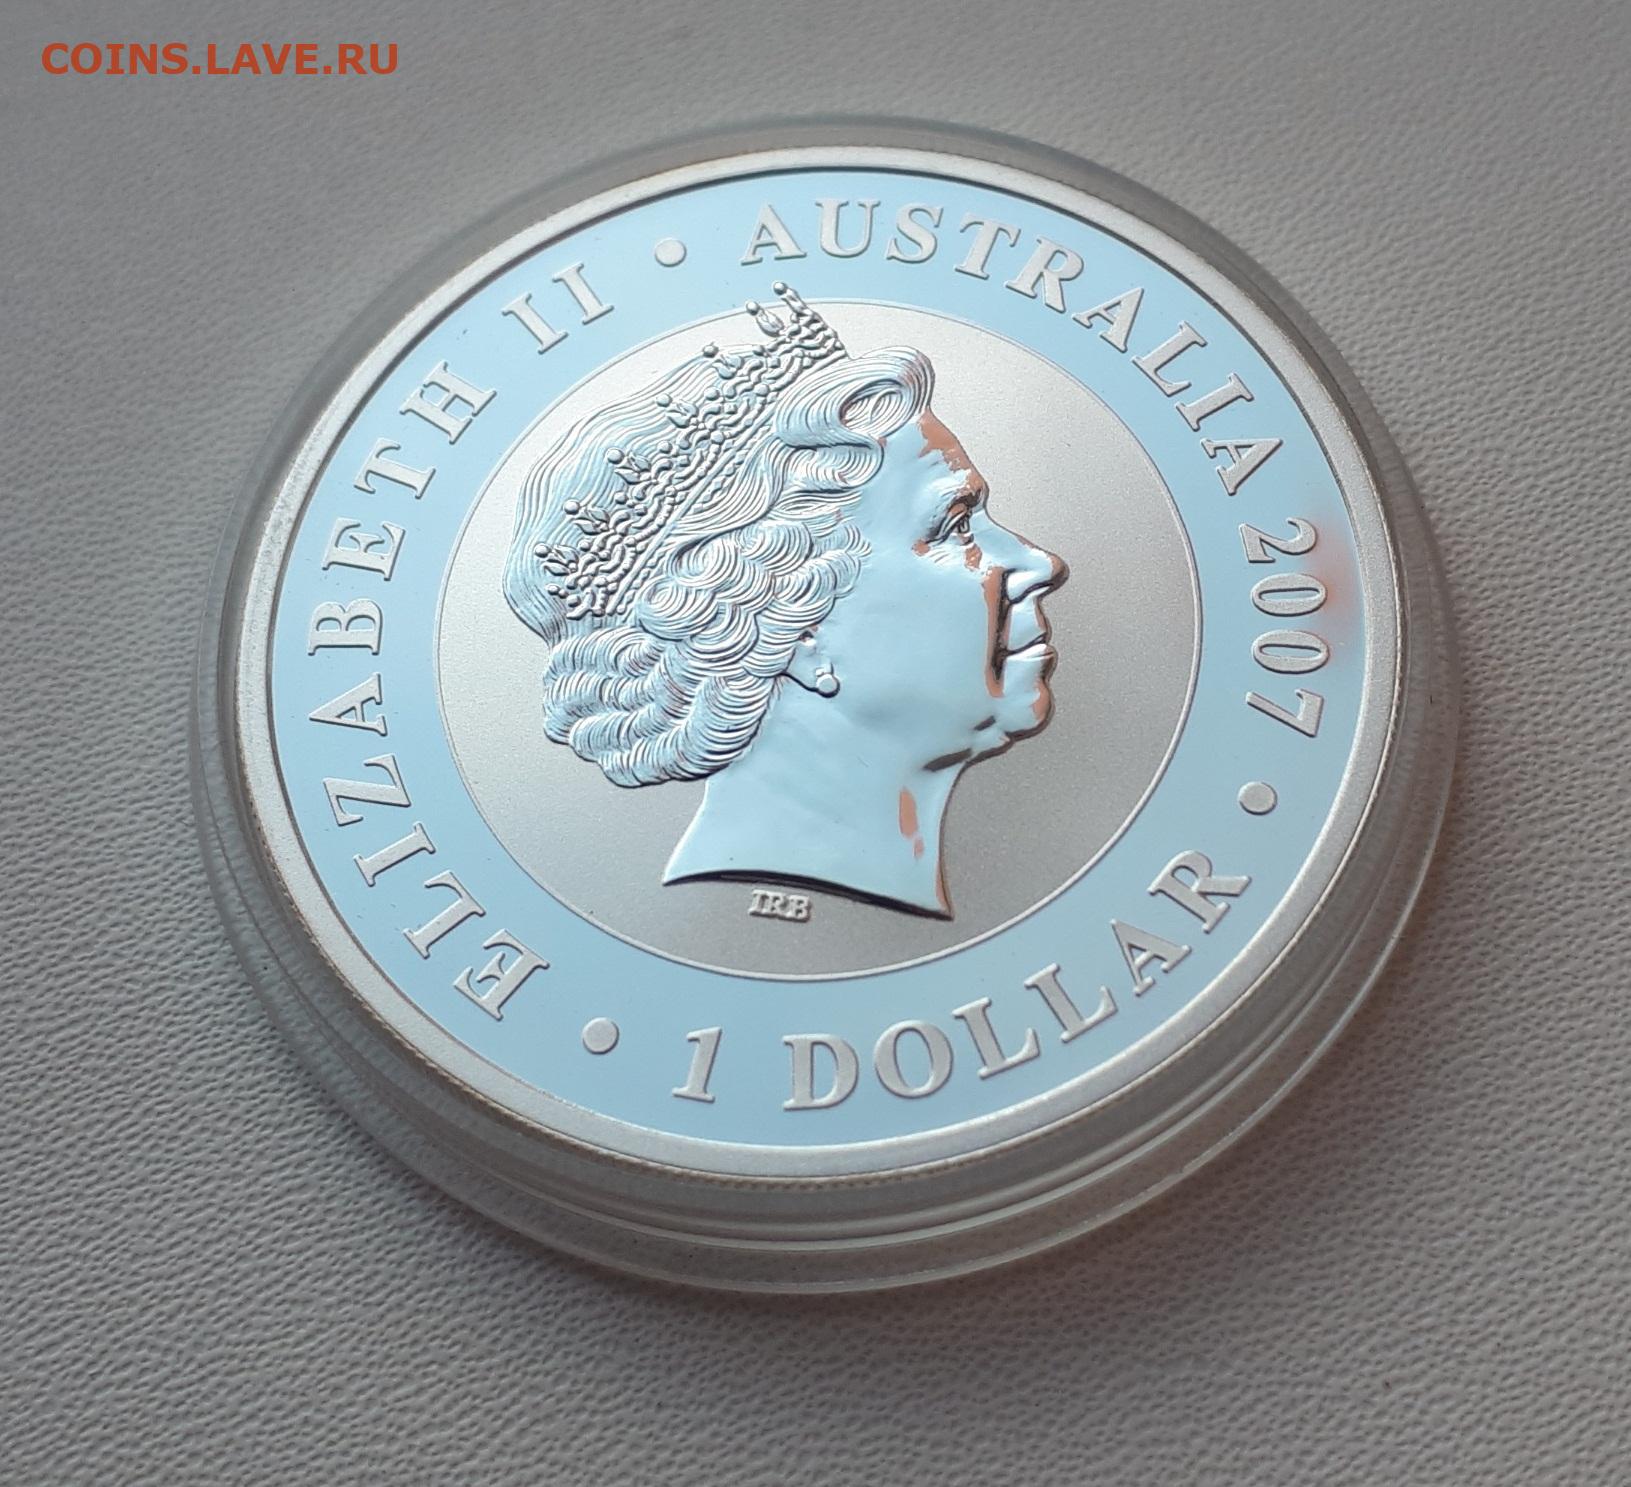 COINS.LAVE.RU
ELIZABETH II • AUSTRALIA 2007 • 1 DOLLAR •
IRB